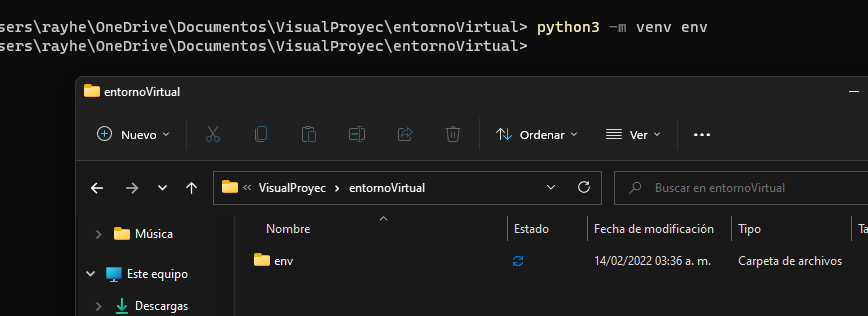 sers\rayhe\OneDrive\Documentos\VisualProyec\entornoVirtual> python3 -m venv env
sers\rayhe\OneDrive\Documentos\VisualProyec\entornoVirtual>
entornoVirtual
Nuevo
Ordenar
Ver
VisualProyec > entornoVirtual
Buscar en entornoVirtual
Nombre Estado Fecha de modificación Tipo Ta
Música
env 14/02/2022 03:36 a. m. Carpeta de archivos
Este equipo
Descargas